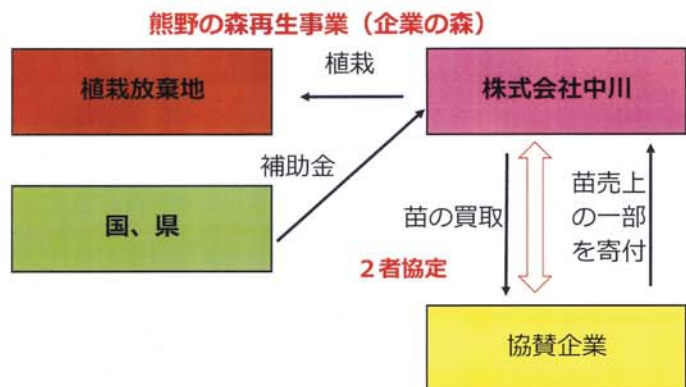 熊野の森再生事業（企業の森）
植栽放棄地
植栽
株式会社中川
補助金
国、県
苗の買取
苗売上
の一部
を寄付
２者協定
協賛企業